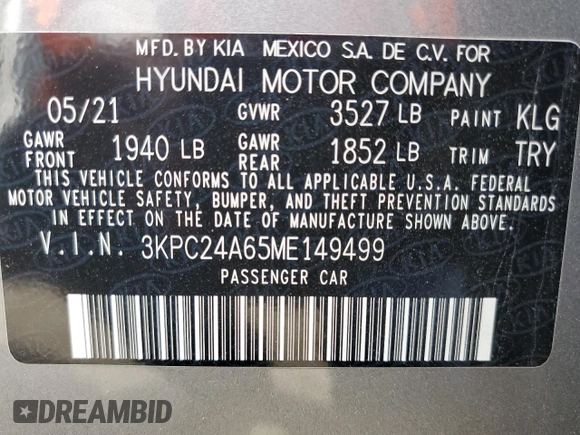 MFD. BY KIA MEXICO S.A. DE C.V. FOR
HYUNDAI MOTOR COMPANY
05/21 GVWR 3527 LB PAINT KLG
GAWR FRONT 1940 LB GAWR REAR 1852 LB TRIM TRY
THIS VEHICLE CONFORMS TO ALL APPLICABLE U.S.A. FEDERAL
MOTOR VEHICLE SAFETY, BUMPER, AND THEFT PREVENTION STANDARDS
IN EFFECT ON THE DATE OF MANUFACTURE SHOWN ABOVE.
V.I.N. 3KPC24A65ME149499
PASSENGER CAR
DREAMBID